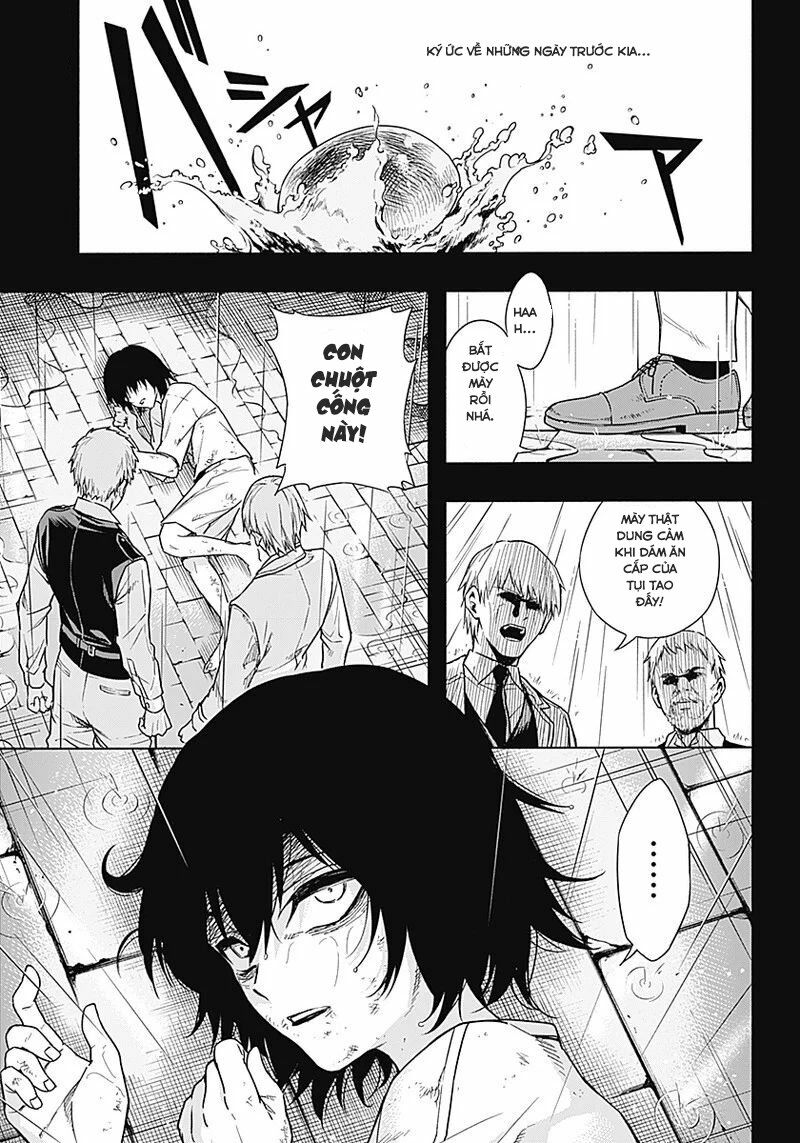 KÝ ỨC VỀ NHỮNG NGÀY TRƯỚC KIA...
バシャア
HAA
H...
BẮT
ĐƯỢC
MÀY
RỒI
NHÁ.
CON
CHUỘT
CỐNG
NÀY!
MÀY THẬT
DUNG CẢM
KHI DÁM ĂN
CẮP CỦA
TỤI TAO
ĐẤY!
......